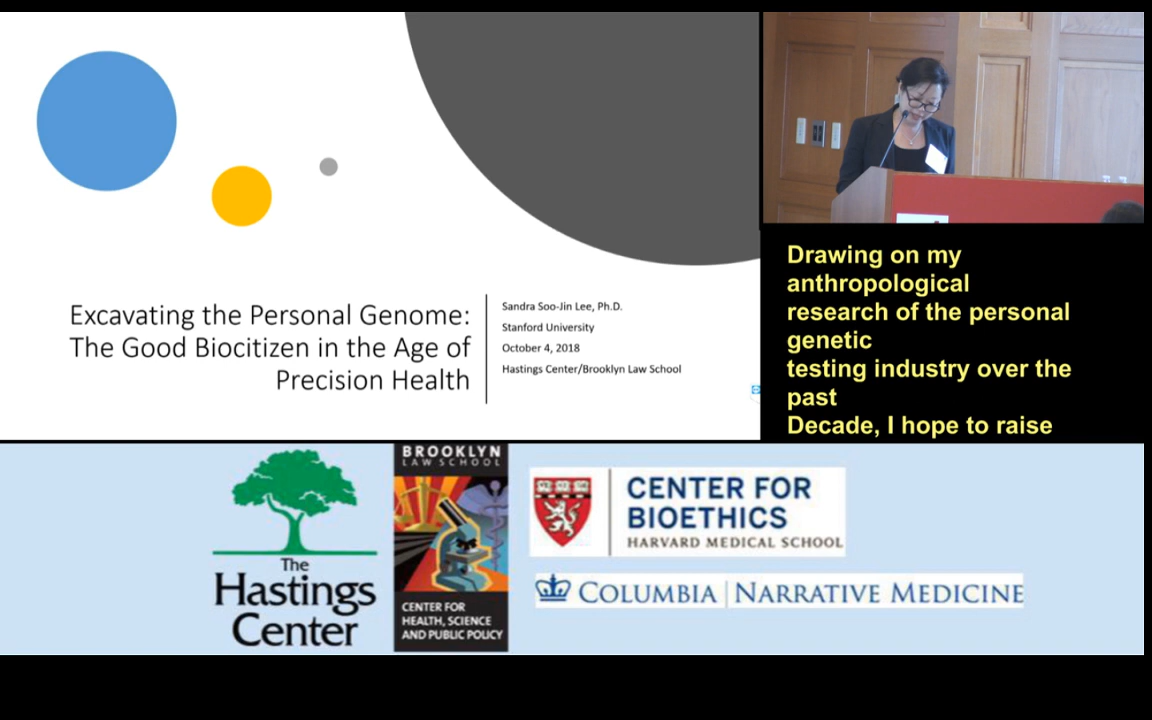 Excavating the Personal Genome:
The Good Biocitizen in the Age of
Precision Health
Sandra Soo-Jin Lee, Ph.D.
Stanford University
October 4, 2018
Hastings Center/Brooklyn Law School
Drawing on my
anthropological
research of the personal
genetic
testing industry over the
past
Decade, I hope to raise
The
Hastings
Center
BROOKLYN
LAW SCHOOL
CENTER FOR
HEALTH, SCIENCE
AND PUBLIC POLICY
CENTER FOR
BIOETHICS
HARVARD MEDICAL SCHOOL
COLUMBIA | NARRATIVE MEDICINE